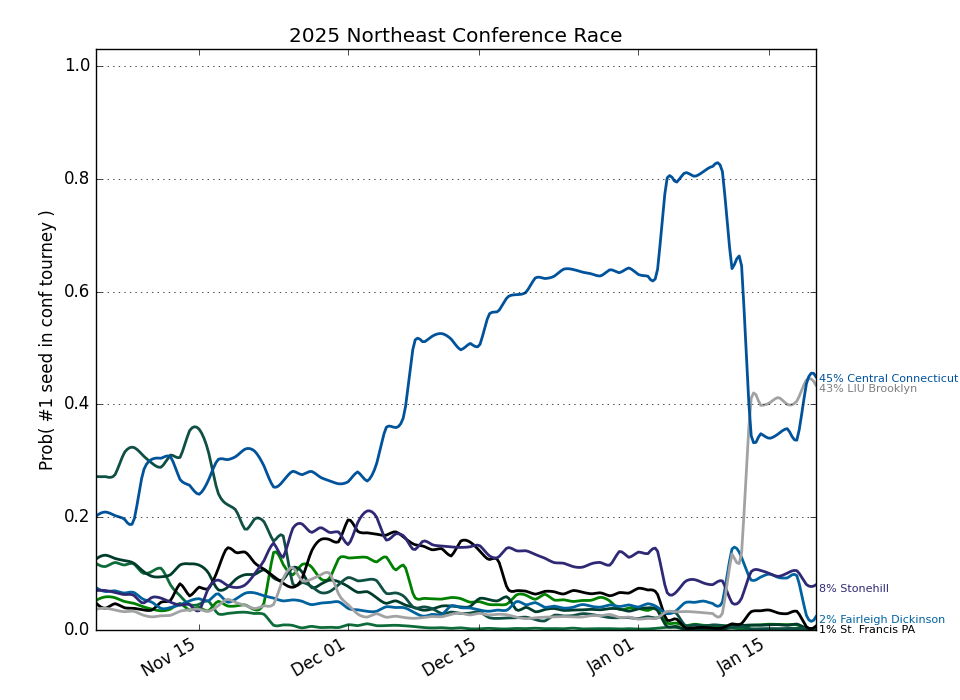 2025 Northeast Conference Race
Prob( #1 seed in conf tourney )
1.0
0.8
0.6
0.4
0.2
0.0
Nov 15
Dec 01
Dec 15
Jan 01
Jan 15
45% Central Connecticut
43% LIU Brooklyn
8% Stonehill
2% Fairleigh Dickinson
1% St. Francis PA